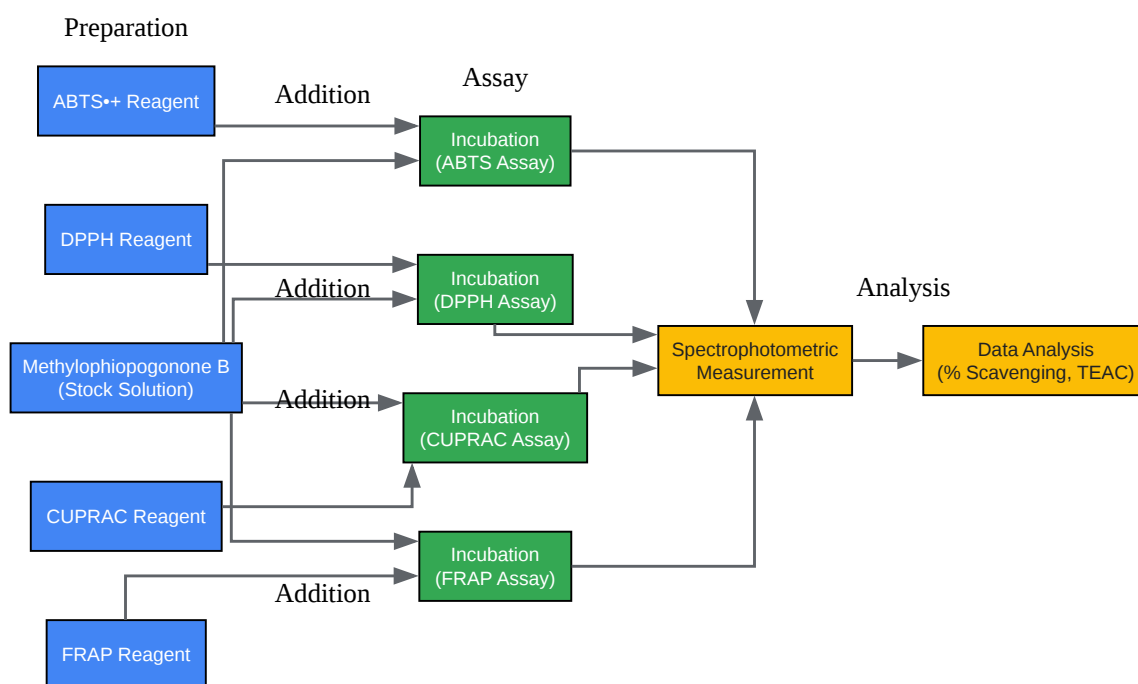 Preparation
ABTS•+ Reagent
Addition
Assay
Incubation
(ABTS Assay)
DPPH Reagent
Addition
Incubation
(DPPH Assay)
Analysis
Methylophiopogonone B
(Stock Solution)
Spectrophotometric
Measurement
Data Analysis
(% Scavenging, TEAC)
Addition
Incubation
(CUPRAC Assay)
CUPRAC Reagent
Incubation
(FRAP Assay)
Addition
FRAP Reagent